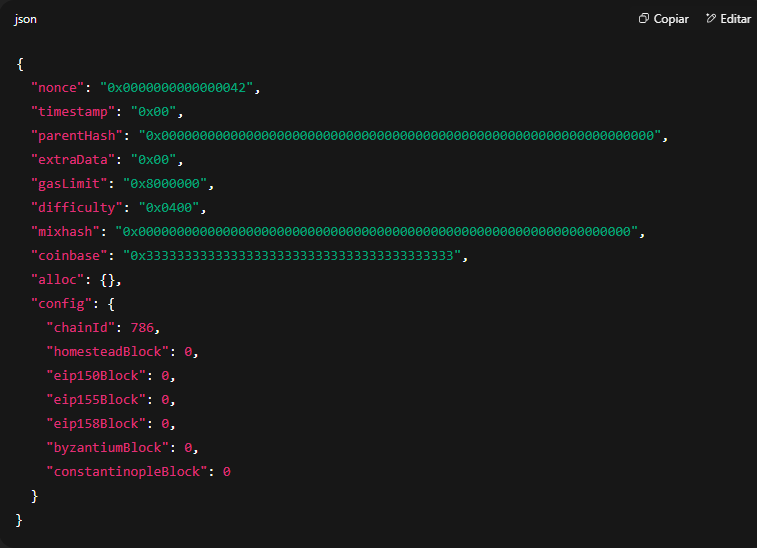 json
Copiar
Editar
{
"nonce": "0x0000000000000042",
"timestamp": "0x00",
"parentHash": "0x0000000000000000000000000000000000000000000000000000000000000000",
"extraData": "0x00",
"gasLimit": "0x8000000",
"difficulty": "0x0400",
"mixhash": "0x0000000000000000000000000000000000000000000000000000000000000000",
"coinbase": "0x3333333333333333333333333333333333333333",
"alloc": {},
"config": {
"chainId": 786,
"homesteadBlock": 0,
"eip150Block": 0,
"eip155Block": 0,
"eip158Block": 0,
"byzantiumBlock": 0,
"constantinopleBlock": 0
}
}